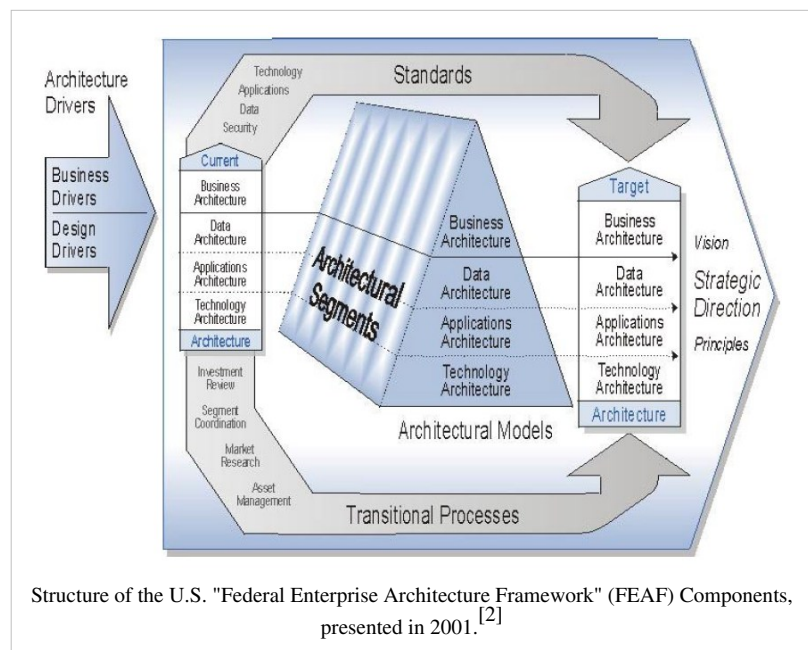 Architecture
Drivers
Business
Drivers
Design
Drivers
Technology
Applications
Data
Security
Standards
Current
Business
Architecture
Data
Architecture
Applications
Architecture
Technology
Architecture
Architecture
Investment
Review
Segment
Coordination
Market
Research
Asset
Management
Transitional Processes
Architectural
Segments
Business
Architecture
Data
Architecture
Applications
Architecture
Technology
Architecture
Architectural Models
Target
Business
Architecture
Data
Architecture
Applications
Architecture
Technology
Architecture
Architecture
Vision
Strategic
Direction
Principles
Structure of the U.S. "Federal Enterprise Architecture Framework" (FEAF) Components,
presented in 2001.[2]